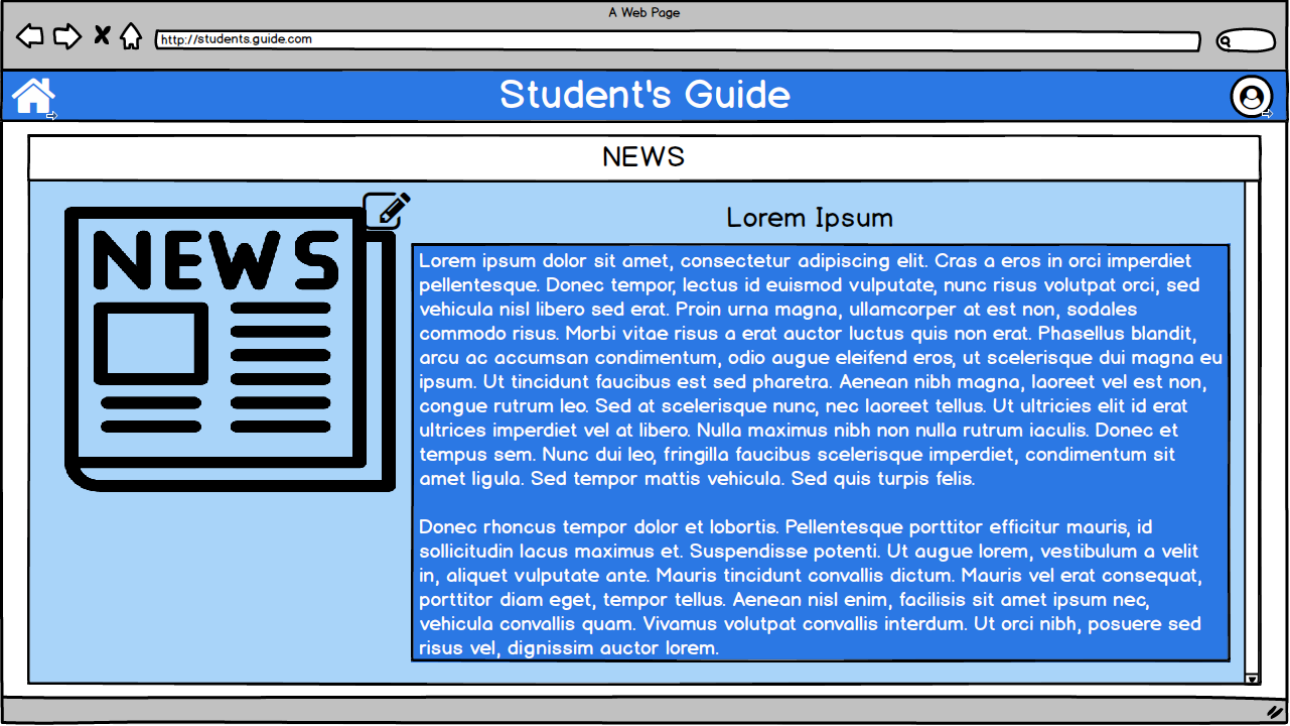 A Web Page
http://students.guide.com
Student's Guide
NEWS
NEWS
Lorem Ipsum
Lorem ipsum dolor sit amet, consectetur adipiscing elit. Cras a eros in orci imperdiet
pellentesque. Donec tempor, lectus id euismod vulputate, nunc risus volutpat orci, sed
vehicula nisl libero sed erat. Proin urna magna, ullamcorper at est non, sodales
commodo risus. Morbi vitae risus a erat auctor luctus quis non erat. Phasellus blandit,
arcu ac accumsan condimentum, odio augue eleifend eros, ut scelerisque dui magna eu
ipsum. Ut tincidunt faucibus est sed pharetra. Aenean nibh magna, laoreet vel est non,
congue rutrum leo. Sed at scelerisque nunc, nec laoreet tellus. Ut ultricies elit id erat
ultrices imperdiet vel at libero. Nulla maximus nibh non nulla rutrum iaculis. Donec et
tempus sem. Nunc dui leo, fringilla faucibus scelerisque imperdiet, condimentum sit
amet ligula. Sed tempor mattis vehicula. Sed quis turpis felis.
Donec rhoncus tempor dolor et lobortis. Pellentesque porttitor efficitur mauris, id
sollicitudin lacus maximus et. Suspendisse potenti. Ut augue lorem, vestibulum a velit
in, aliquet vulputate ante. Mauris tincidunt convallis dictum. Mauris vel erat consequat,
porttitor diam eget, tempor tellus. Aenean nisl enim, facilisis sit amet ipsum nec,
vehicula convallis quam. Vivamus volutpat convallis interdum. Ut orci nibh, posuere sed
risus vel, dignissim auctor lorem.